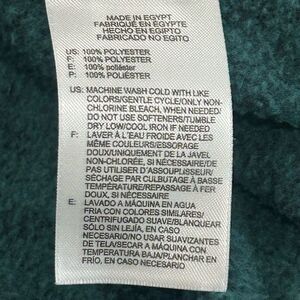 MADE IN EGYPT
FABRIQUÉ EN ÉGYPTE
HECHO EN EGIPTO
FABRICADO NO EGITO
US: 100% POLYESTER
F: 100% POLYESTER
E: 100% poliéster
P: 100% POLIÉSTER
US: MACHINE WASH COLD WITH LIKE
COLORS/GENTLE CYCLE/ONLY NON-
CHLORINE BLEACH, WHEN NEEDED/
DO NOT USE SOFTENERS/TUMBLE
DRY LOW/COOL IRON IF NEEDED
F: LAVER À L'EAU FROIDE AVEC LES
MÊME COULEURS/ESSORAGE
DOUX/UNIQUEMENT DE LA JAVEL
NON-CHLORÉE, SI NÉCESSAIRE/DE
PAS UTILISER D'ASSOUPLISSEUR/
SÉCHAGE PAR CULBUTAGE À BASSE
TEMPÉRATURE/REPASSAGE À FER
DOUX, SI NÉCESSAIRE
E: LAVADO A MÁQUINA EN AGUA
FRIA CON COLORES SIMILARES/
CENTRIFUGADO SUAVE/BLANQUEAR
SÓLO SIN LEJÍA, EN CASO
NECESARIO/NO USAR SUAVIZANTES
DE TELA/SECAR A MÁQUINA CON
TEMPERATURA BAJA/PLANCHAR EN
FRÍO, EN CASO NECESARIO